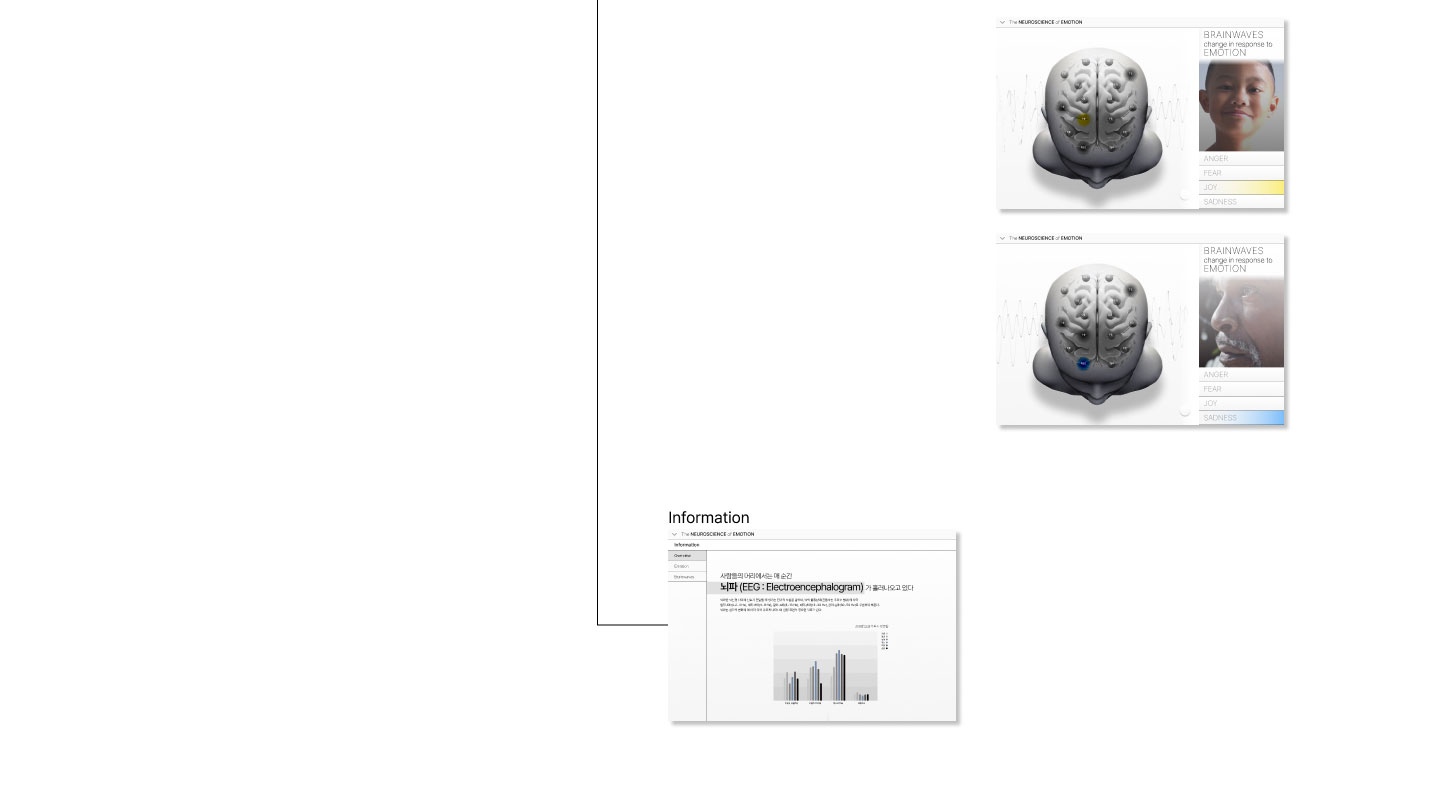 The NEUROSCIENCE of EMOTION
BRAINWAVES
change in response to
EMOTION
ANGER
FEAR
JOY
SADNESS
The NEUROSCIENCE of EMOTION
BRAINWAVES
change in response to
EMOTION
ANGER
FEAR
JOY
SADNESS
Information
The NEUROSCIENCE of EMOTION
Information
Overview
Emotion
Brainwaves
사람들의 머리에서는 매 순간
뇌파 (EEG : Electroencephalogram) 가 흘러나오고 있다